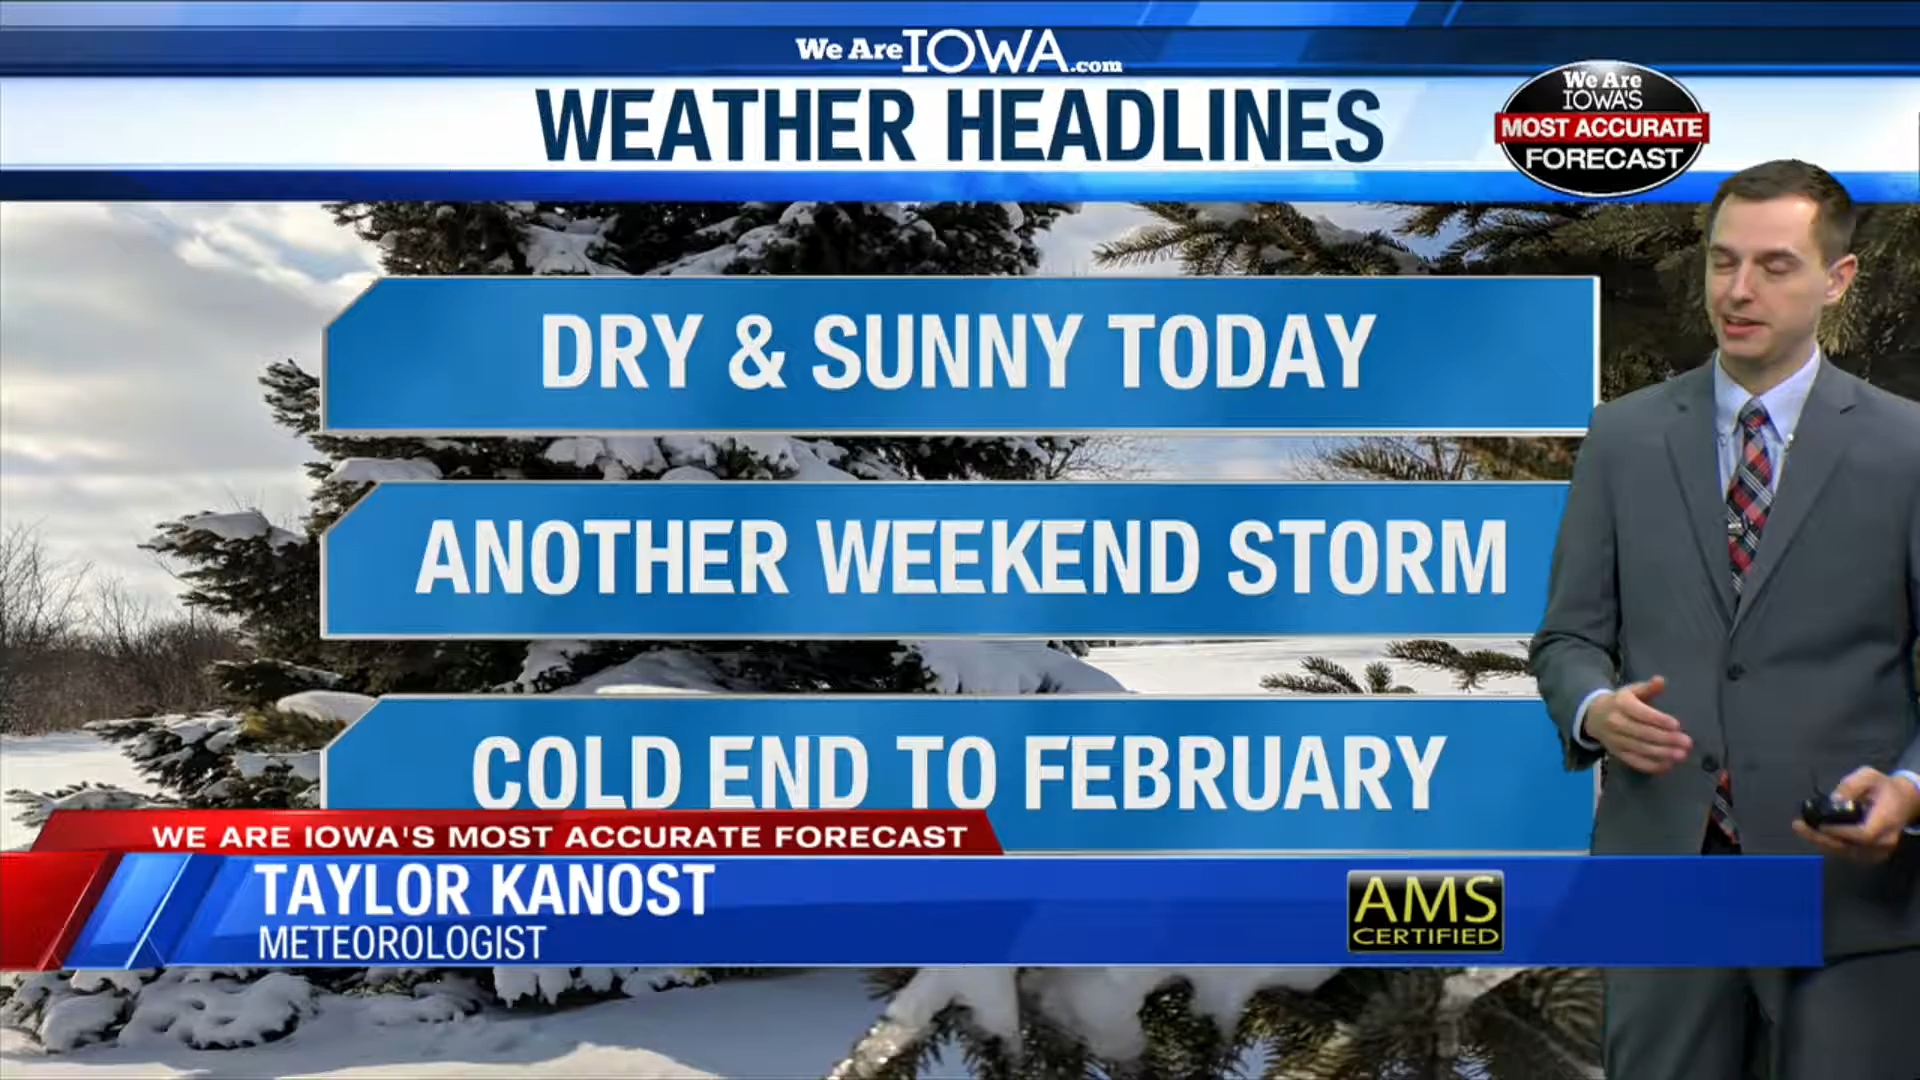 We Are IOWA.com
WEATHER HEADLINES
We Are
IOWA'S
MOST ACCURATE
FORECAST
DRY & SUNNY TODAY
ANOTHER WEEKEND STORM
COLD END TO FEBRUARY
WE ARE IOWA'S MOST ACCURATE FORECAST
TAYLOR KANOST
METEOROLOGIST
AMS
CERTIFIED